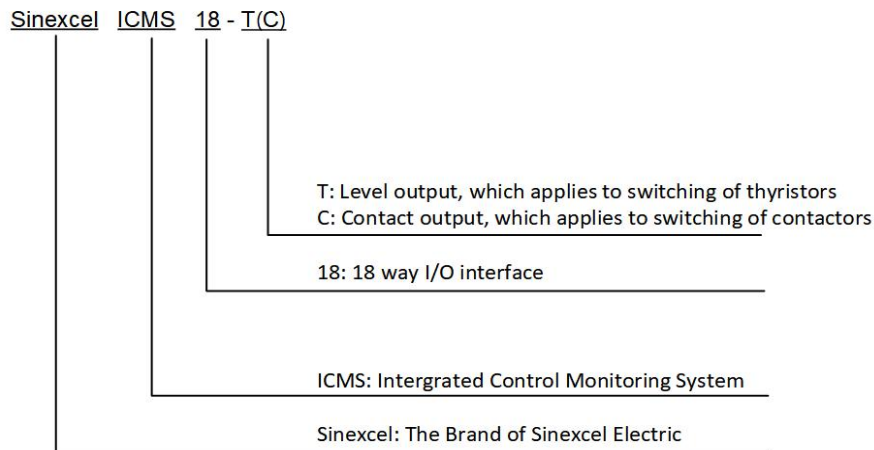 Sinexcel ICMS 18 - T(C)
T: Level output, which applies to switching of thyristors
C: Contact output, which applies to switching of contactors
18: 18 way I/O interface
ICMS: Intergrated Control Monitoring System
Sinexcel: The Brand of Sinexcel Electric